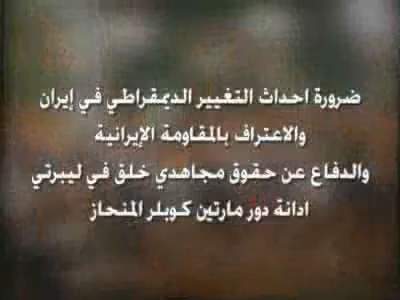 ضرورة احداث التغيير الديمقراطي في إيران
والاعتراف بالمقاومة الإيرانية
والدفاع عن حقوق مجاهدي خلق في ليبرتي
ادانة دور مارتين كوبلر المنحاز